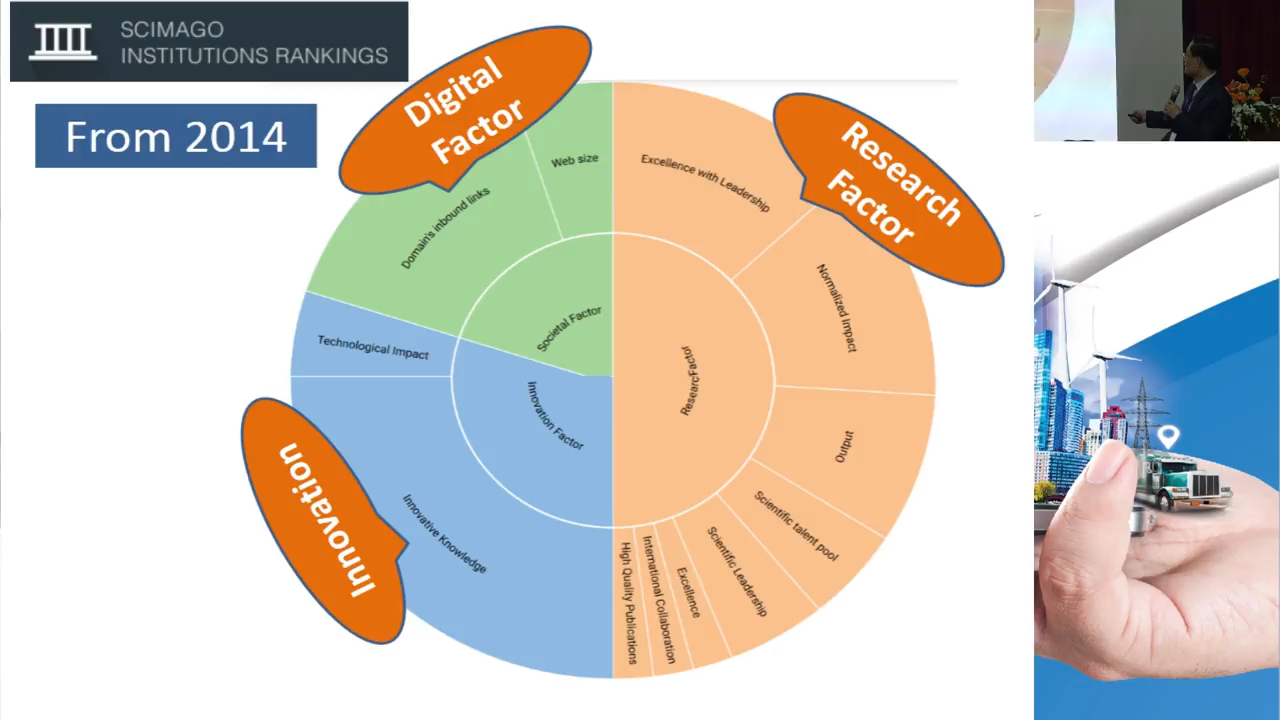 SCIMAGO
INSTITUTIONS RANKINGS
From 2014
Digital
Factor
Research
Factor
Innovation
Web size
Domain's inbound links
Societal Factor
Technological Impact
Innovation Factor
Innovative Knowledge
Excellence with Leadership
Normalized Impact
ResearcFactor
Output
Scientific talent pool
Scientific Leadership
Excellence
International Collaboration
High Quality Publications